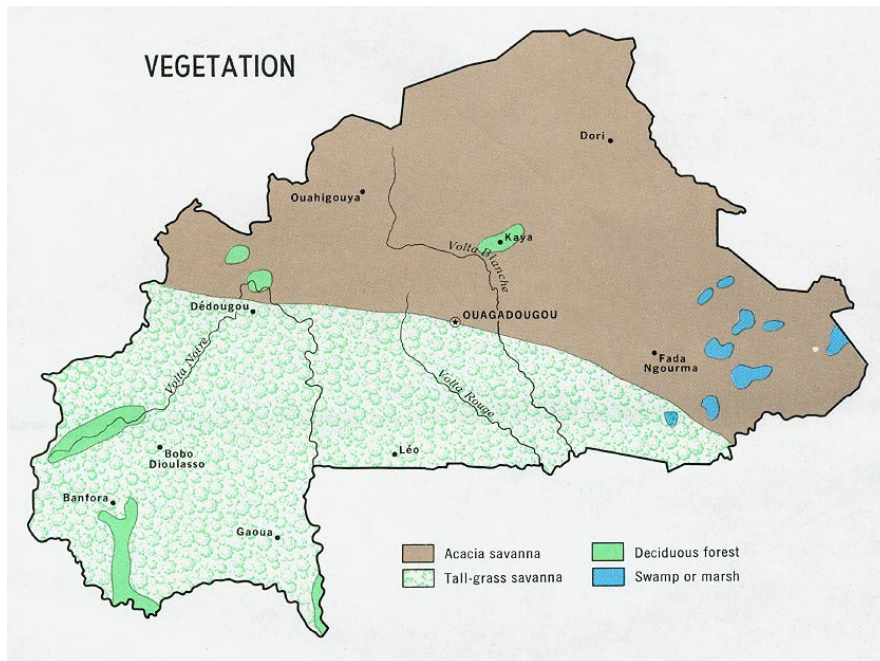 VEGETATION
Dori
Ouahigouya
Kaya
Volta Blanche
Dédougou
OUAGADOUGOU
Volta Noire
Fada
Ngourma
Volta Rouge
Bobo
Dioulasso
Léo
Banfora
Gaoua
Acacia savanna
Deciduous forest
Tall-grass savanna
Swamp or marsh